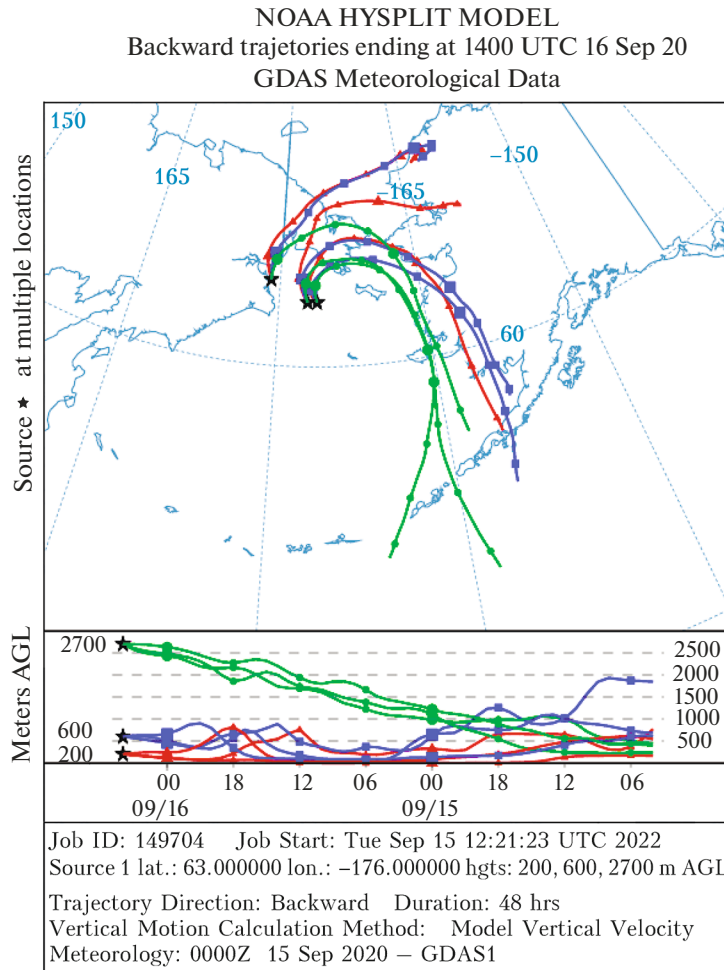 NOAA HYSPLIT MODEL
Backward trajetories ending at 1400 UTC 16 Sep 20
GDAS Meteorological Data
Source ★ at multiple locations
150
165
−165
−150
60
Meters AGL
2700
600
200
2500
2000
1500
1000
500
00 18 12 06 00 18 12 06
09/16 09/15
Job ID: 149704 Job Start: Tue Sep 15 12:21:23 UTC 2022
Source 1 lat.: 63.000000 lon.: −176.000000 hgts: 200, 600, 2700 m AGL
Trajectory Direction: Backward Duration: 48 hrs
Vertical Motion Calculation Method: Model Vertical Velocity
Meteorology: 0000Z 15 Sep 2020 − GDAS1